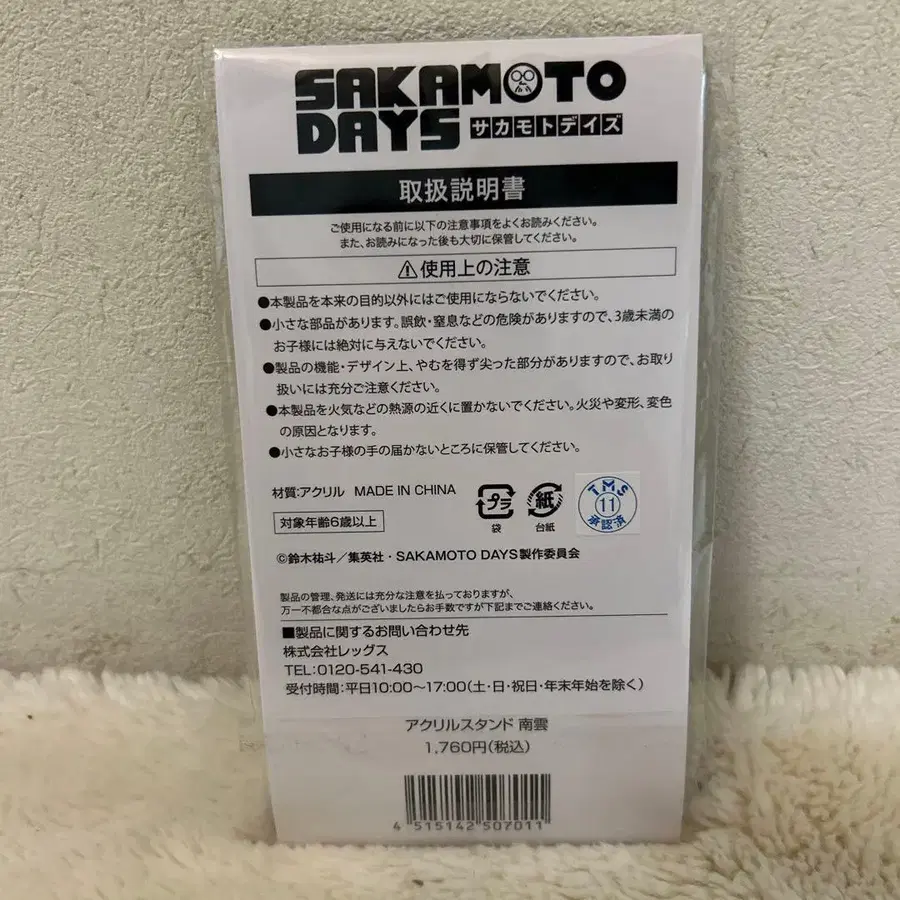 SAKAMOTO
DAYS サカモトデイズ
取扱説明書
ご使用になる前に以下の注意事項をよくお読みください。
また、お読みになった後も大切に保管してください。
⚠使用上の注意
●本製品を本来の目的以外にはご使用にならないでください。
●小さな部品があります。誤飲・窒息などの危険がありますので、3歳未満の
お子様には絶対に与えないでください。
●製品の機能・デザイン上、やむを得ず尖った部分がありますので、お取り
扱いには充分ご注意ください。
●本製品を火気などの熱源の近くに置かないでください。火災や変形、変色
の原因となります。
●小さなお子様の手の届かないところに保管してください。
材質:アクリル MADE IN CHINA
対象年齢6歳以上
プラ
袋
紙
台紙
TMS
11
承認済
©鈴木祐斗/集英社・SAKAMOTO DAYS製作委員会
製品の管理、発送には充分な注意を払っておりますが、
万一不都合な点がございましたらお手数ですが下記までご連絡ください。
■製品に関するお問い合わせ先
株式会社レッグス
TEL:0120-541-430
受付時間:平日10:00〜17:00(土・日・祝日・年末年始を除く)
アクリルスタンド 南雲
1,760円(税込)
4 515142 507011